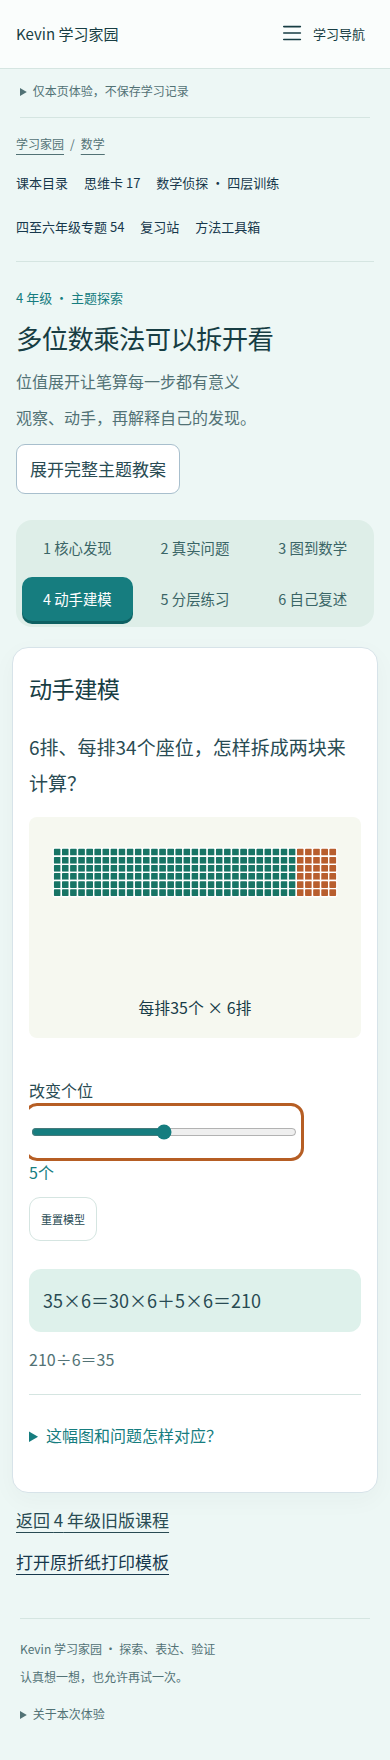 Kevin 学习家园
学习导航
仅本页体验，不保存学习记录
学习家园 / 数学
课本目录 思维卡 17 数学侦探 · 四层训练
四至六年级专题 54 复习站 方法工具箱
4 年级 · 主题探索
多位数乘法可以拆开看
位值展开让笔算每一步都有意义
观察、动手，再解释自己的发现。
展开完整主题教案
1 核心发现 2 真实问题 3 图到数学
4 动手建模 5 分层练习 6 自己复述
动手建模
6排、每排34个座位，怎样拆成两块来
计算？
每排35个 × 6排
改变个位
5个
重置模型
35×6＝30×6＋5×6＝210
210÷6＝35
这幅图和问题怎样对应？
返回 4 年级旧版课程
打开原折纸打印模板
Kevin 学习家园 · 探索、表达、验证
认真想一想，也允许再试一次。
关于本次体验